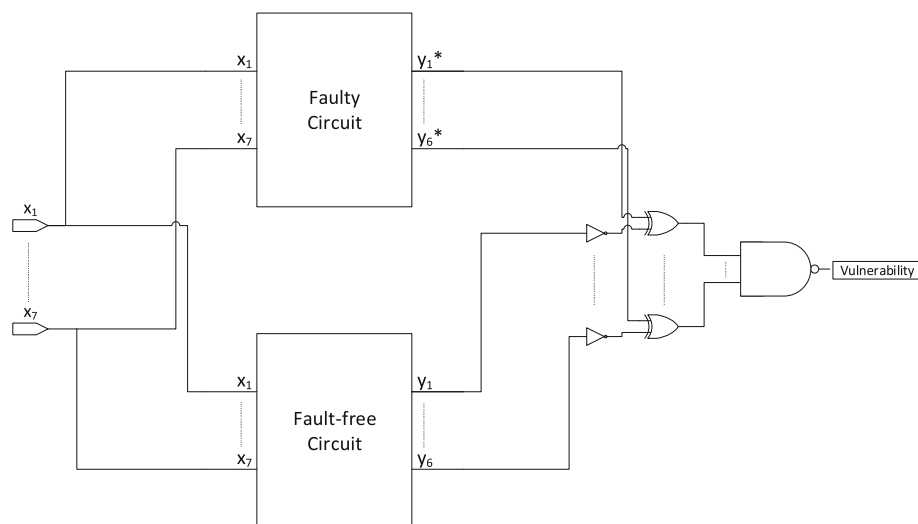 x1
y1*
Faulty
Circuit
x7
y6*
x1
x7
Vulnerability
x1
y1
Fault-free
Circuit
x7
y6